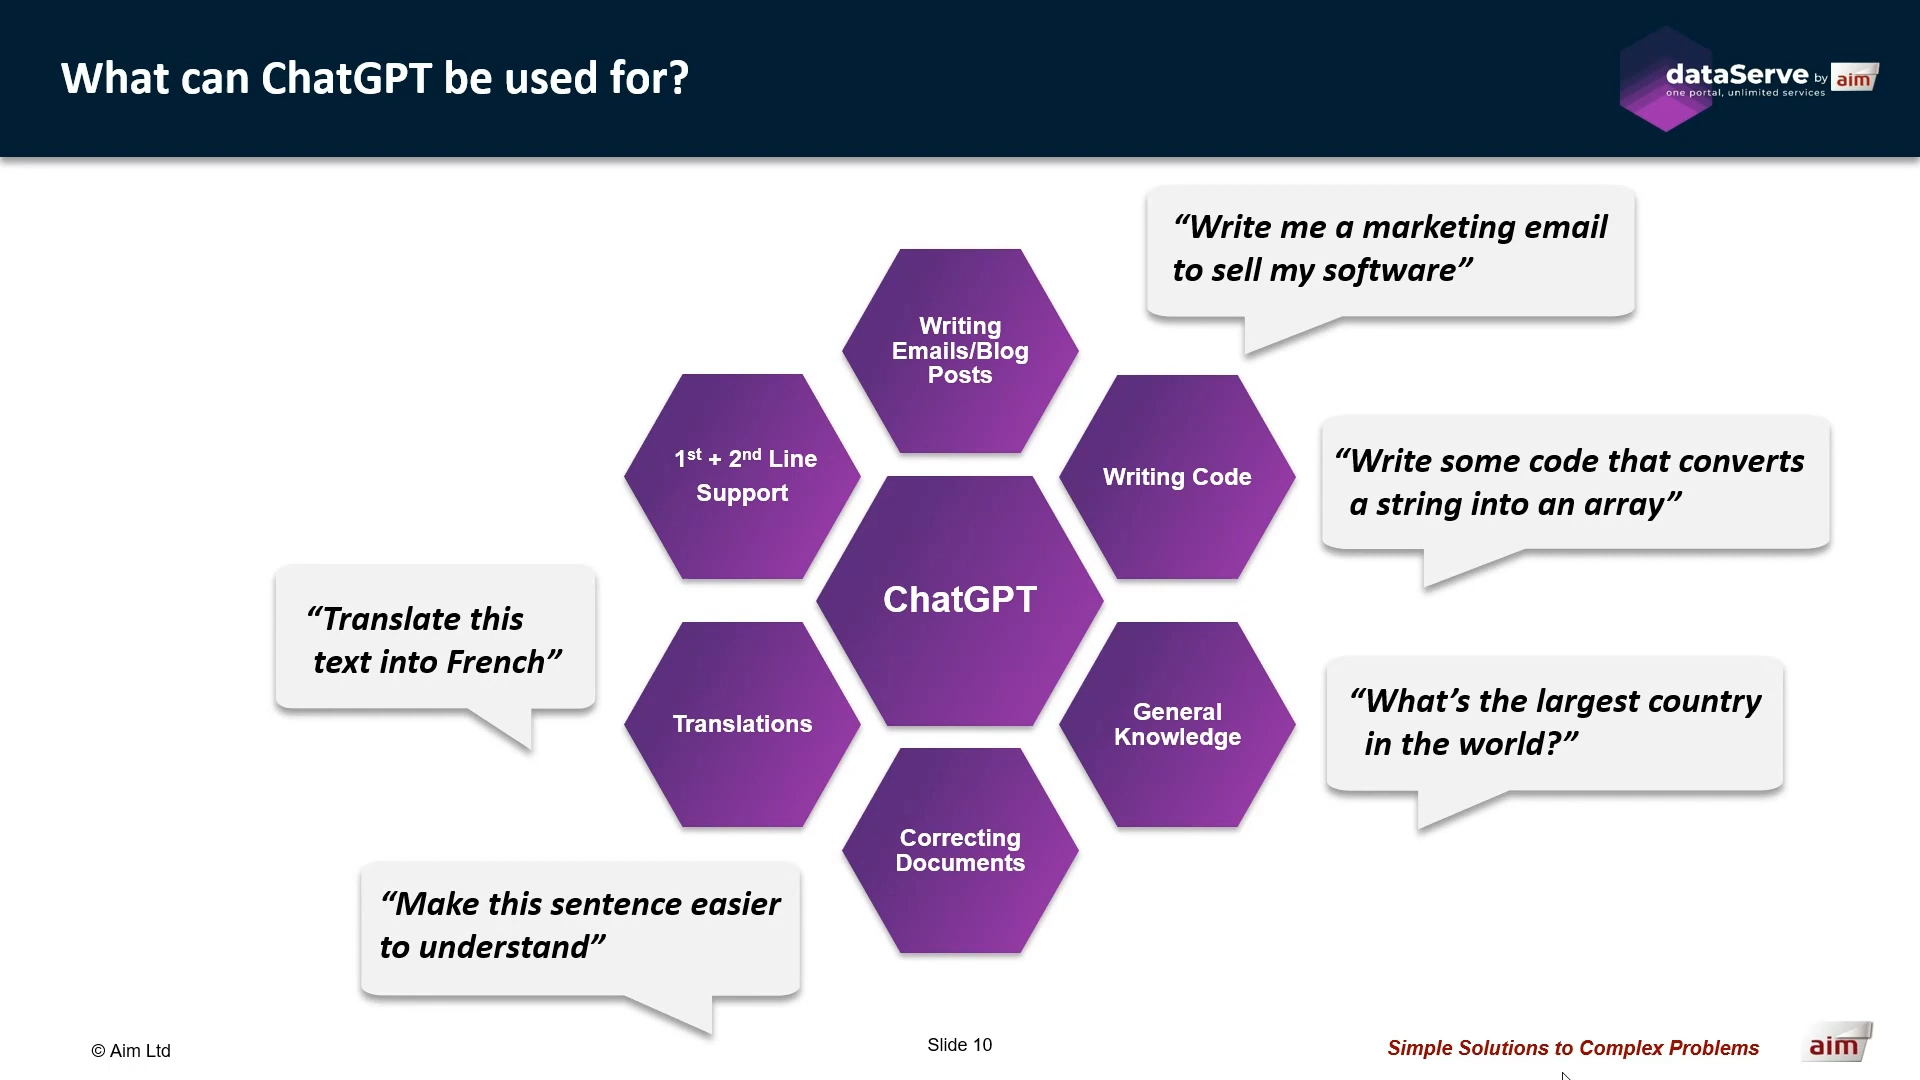 What can ChatGPT be used for?
dataServe by aim
one portal, unlimited services
“Write me a marketing email
to sell my software”
Writing
Emails/Blog
Posts
1st + 2nd Line
Support
Writing Code
“Write some code that converts
a string into an array”
ChatGPT
“Translate this
text into French”
Translations
General
Knowledge
“What’s the largest country
in the world?”
Correcting
Documents
“Make this sentence easier
to understand”
© Aim Ltd
Slide 10
Simple Solutions to Complex Problems
aim